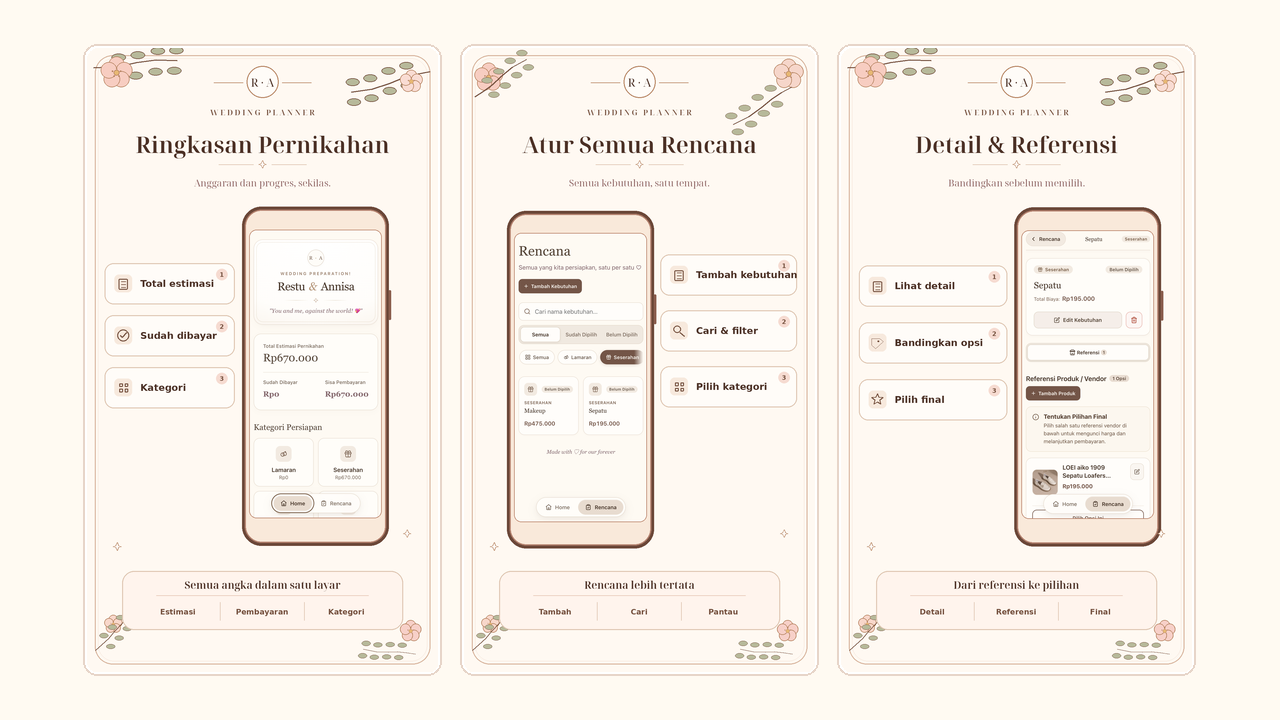 R · A
WEDDING PLANNER
Ringkasan Pernikahan
Anggaran dan progres, sekilas.
Total estimasi
1
Sudah dibayar
2
Kategori
3
R · A
WEDDING PREPARATION!
Restu & Annisa
"You and me, against the world! 💘"
Total Estimasi Pernikahan
Rp670.000
Sudah Dibayar
Sisa Pembayaran
Rp0
Rp670.000
Kategori Persiapan
Lamaran
Rp0
Seserahan
Rp670.000
Home
Rencana
Semua angka dalam satu layar
Estimasi
Pembayaran
Kategori
R · A
WEDDING PLANNER
Atur Semua Rencana
Semua kebutuhan, satu tempat.
Rencana
Semua yang kita persiapkan, satu per satu ♡
+ Tambah Kebutuhan
Cari nama kebutuhan...
Semua
Sudah Dipilih
Belum Dipilih
Semua
Lamaran
Seserahan
Belum Dipilih
SESERAHAN
Makeup
Rp475.000
Belum Dipilih
SESERAHAN
Sepatu
Rp195.000
Made with ♡ for our forever
Home
Rencana
Tambah kebutuhan
1
Cari & filter
2
Pilih kategori
3
Rencana lebih tertata
Tambah
Cari
Pantau
R · A
WEDDING PLANNER
Detail & Referensi
Bandingkan sebelum memilih.
Lihat detail
1
Bandingkan opsi
2
Pilih final
3
Rencana
Sepatu
Seserahan
Seserahan
Belum Dipilih
Sepatu
Total Biaya: Rp195.000
Edit Kebutuhan
Referensi 1
Referensi Produk / Vendor
1 Opsi
+ Tambah Produk
Tentukan Pilihan Final
Pilih salah satu referensi vendor di
bawah untuk mengunci harga dan
melanjutkan pembayaran.
LOEI aiko 1909
Sepatu Loafers...
Rp195.000
Home
Rencana
Pilih Opsi Ini
Dari referensi ke pilihan
Detail
Referensi
Final